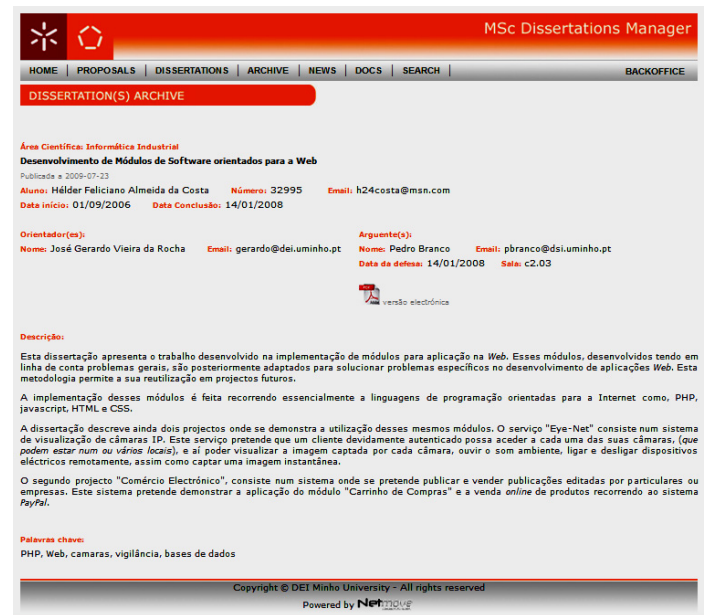 MSc Dissertations Manager
HOME | PROPOSALS | DISSERTATIONS | ARCHIVE | NEWS | DOCS | SEARCH | BACKOFFICE
DISSERTATION(S) ARCHIVE
Área Científica: Informática Industrial
Desenvolvimento de Módulos de Software orientados para a Web
Publicada a 2009-07-23
Aluno: Hélder Feliciano Almeida da Costa Número: 32995 Email: h24costa@msn.com
Data início: 01/09/2006 Data Conclusão: 14/01/2008
Orientador(es):
Nome: José Gerardo Vieira da Rocha Email: gerardo@dei.uminho.pt
Arguente(s):
Nome: Pedro Branco Email: pbranco@dsi.uminho.pt
Data da defesa: 14/01/2008 Sala: c2.03
versão electrónica
Descrição:
Esta dissertação apresenta o trabalho desenvolvido na implementação de módulos para aplicação na Web. Esses módulos, desenvolvidos tendo em
linha de conta problemas gerais, são posteriormente adaptados para solucionar problemas específicos no desenvolvimento de aplicações Web. Esta
metodologia permite a sua reutilização em projectos futuros.
A implementação desses módulos é feita recorrendo essencialmente a linguagens de programação orientadas para a Internet como, PHP,
javascript, HTML e CSS.
A dissertação descreve ainda dois projectos onde se demonstra a utilização desses mesmos módulos. O serviço "Eye-Net" consiste num sistema
de visualização de câmaras IP. Este serviço pretende que um cliente devidamente autenticado possa aceder a cada uma das suas câmaras, (que
podem estar num ou vários locais), e aí poder visualizar a imagem captada por cada câmara, ouvir o som ambiente, ligar e desligar dispositivos
eléctricos remotamente, assim como captar uma imagem instantânea.
O segundo projecto "Comércio Electrónico", consiste num sistema onde se pretende publicar e vender publicações editadas por particulares ou
empresas. Este sistema pretende demonstrar a aplicação do módulo "Carrinho de Compras" e a venda online de produtos recorrendo ao sistema
PayPal.
Palavras chave:
PHP, Web, camaras, vigilância, bases de dados
Copyright © DEI Minho University - All rights reserved
Powered by Netmove